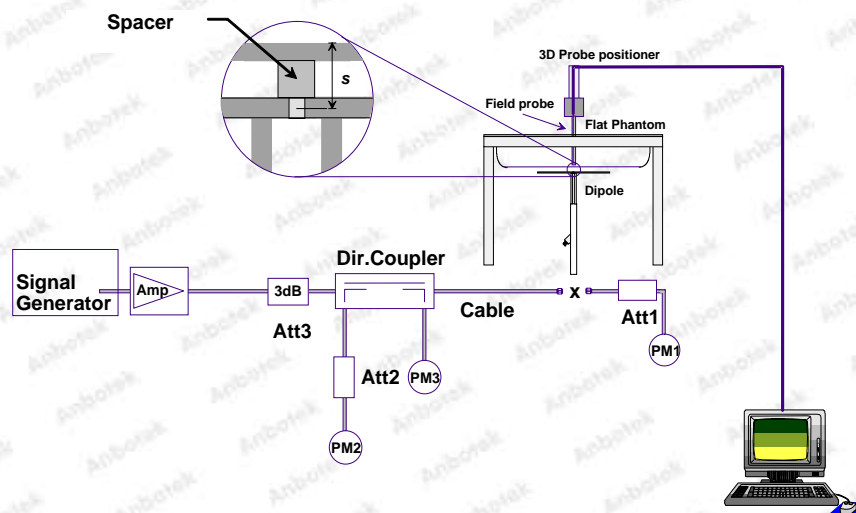 Spacer
s
3D Probe positioner
Field probe
Flat Phantom
Dipole
Signal
Generator
Amp
3dB
Att3
Dir.Coupler
Cable
x
Att1
PM1
Att2
PM3
PM2
Anbotek